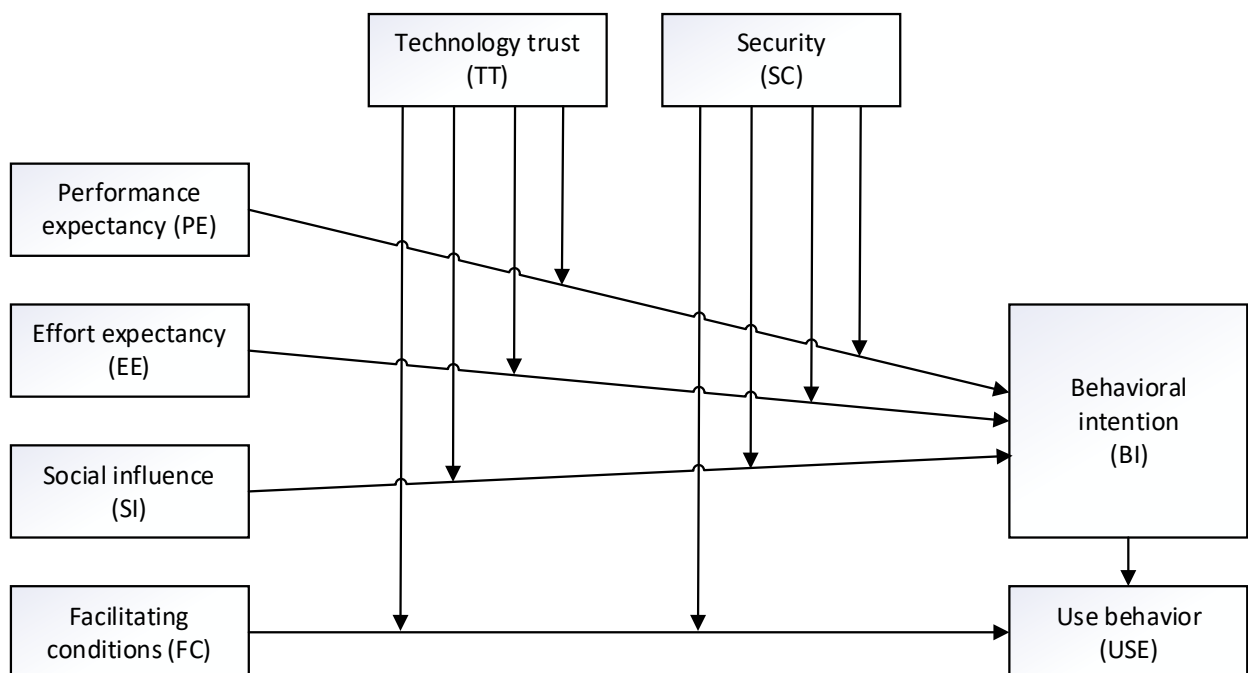 Technology trust
(TT)
Security
(SC)
Performance
expectancy (PE)
Effort expectancy
(EE)
Social influence
(SI)
Facilitating
conditions (FC)
Behavioral
intention
(BI)
Use behavior
(USE)